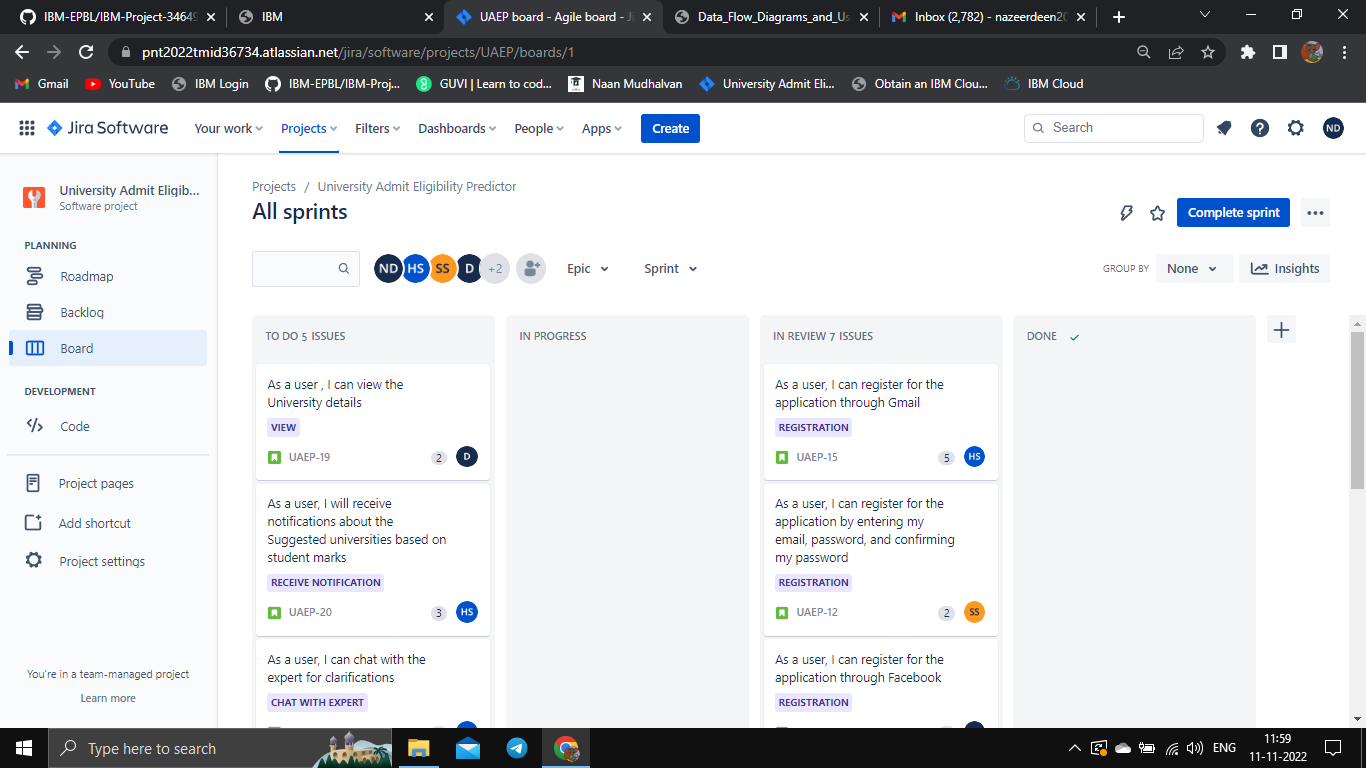 IBM-EPBL/IBM-Project-34649
IBM
UAEP board - Agile board - Ji
Data_Flow_Diagrams_and_Us
Inbox (2,782) - nazeerdeen20
pnt2022tmid36734.atlassian.net/jira/software/projects/UAEP/boards/1
Gmail
YouTube
IBM Login
IBM-EPBL/IBM-Proj...
GUVI | Learn to cod...
Naan Mudhalvan
University Admit Eli...
Obtain an IBM Clou...
IBM Cloud
Jira Software
Your work
Projects
Filters
Dashboards
People
Apps
Create
Search
ND
University Admit Eligib...
Software project
PLANNING
Roadmap
Backlog
Board
DEVELOPMENT
Code
Project pages
Add shortcut
Project settings
You're in a team-managed project
Learn more
Projects / University Admit Eligibility Predictor
All sprints
Complete sprint
ND HS SS D +2
Epic
Sprint
GROUP BY
None
Insights
TO DO 5 ISSUES
As a user , I can view the
University details
VIEW
UAEP-19
2
D
As a user, I will receive
notifications about the
Suggested universities based on
student marks
RECEIVE NOTIFICATION
UAEP-20
3
HS
As a user, I can chat with the
expert for clarifications
CHAT WITH EXPERT
IN PROGRESS
IN REVIEW 7 ISSUES
As a user, I can register for the
application through Gmail
REGISTRATION
UAEP-15
5
HS
As a user, I can register for the
application by entering my
email, password, and confirming
my password
REGISTRATION
UAEP-12
2
SS
As a user, I can register for the
application through Facebook
REGISTRATION
DONE
Type here to search
ENG
11:59
11-11-2022